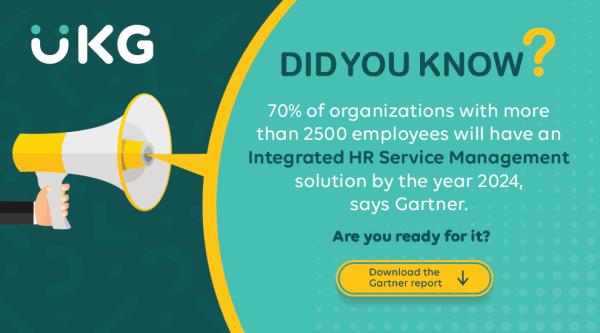 UKG
DID YOU KNOW?
70% of organizations with more
than 2500 employees will have an
Integrated HR Service Management
solution by the year 2024,
says Gartner.
Are you ready for it?
Download the
Gartner report